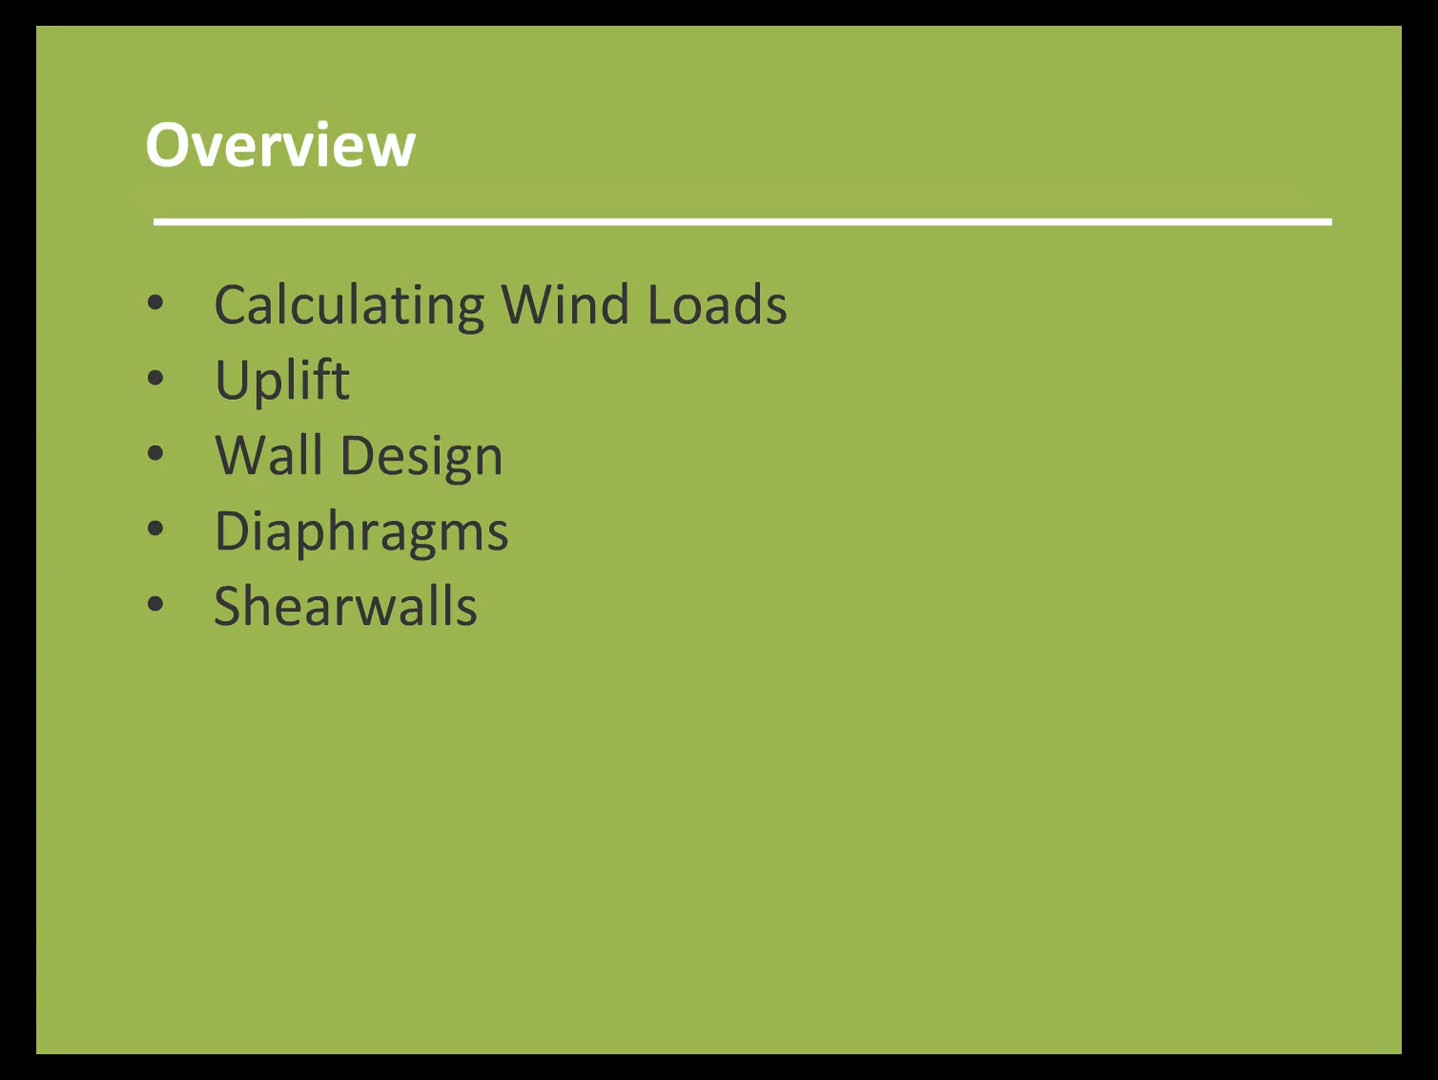 Overview
• Calculating Wind Loads
• Uplift
• Wall Design
• Diaphragms
• Shearwalls